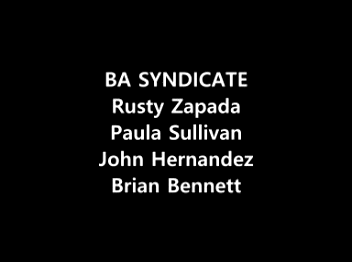 BA SYNDICATE
Rusty Zapada
Paula Sullivan
John Hernandez
Brian Bennett